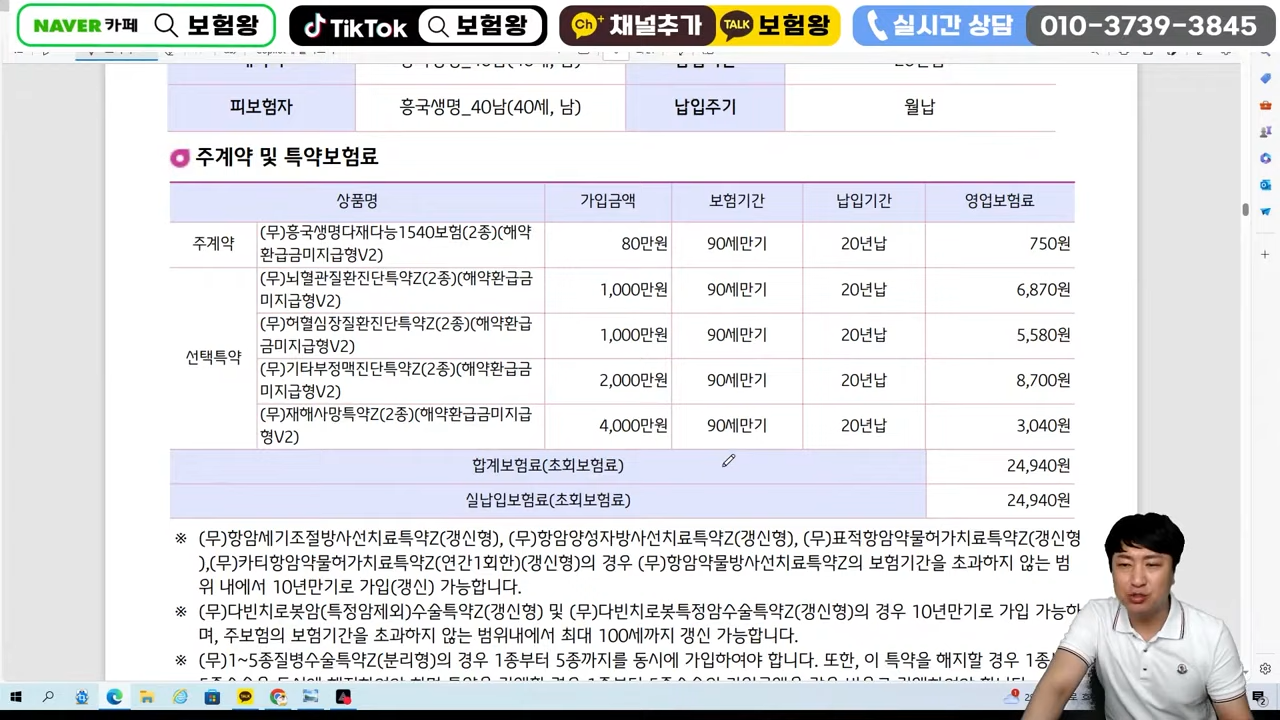 NAVER 카페 보험왕 TikTok 보험왕 Ch+ 채널추가 TALK 보험왕 실시간 상담 010-3739-3845
피보험자 흥국생명_40남(40세, 남) 납입주기 월납
주계약 및 특약보험료
상품명 가입금액 보험기간 납입기간 영업보험료
주계약 (무)흥국생명다재다능1540보험(2종)(해약
환급금미지급형V2) 80만원 90세만기 20년납 750원
선택특약
(무)뇌혈관질환진단특약Z(2종)(해약환급금
미지급형V2) 1,000만원 90세만기 20년납 6,870원
(무)허혈심장질환진단특약Z(2종)(해약환급
금미지급형V2) 1,000만원 90세만기 20년납 5,580원
(무)기타부정맥진단특약Z(2종)(해약환급금
미지급형V2) 2,000만원 90세만기 20년납 8,700원
(무)재해사망특약Z(2종)(해약환급금미지급
형V2) 4,000만원 90세만기 20년납 3,040원
합계보험료(초회보험료) 24,940원
실납입보험료(초회보험료) 24,940원
※ (무)항암세기조절방사선치료특약Z(갱신형), (무)항암양성자방사선치료특약Z(갱신형), (무)표적항암약물허가치료특약Z(갱신형
),(무)카티항암약물허가치료특약Z(연간1회한)(갱신형)의 경우 (무)항암약물방사선치료특약Z의 보험기간을 초과하지 않는 범
위 내에서 10년만기로 가입(갱신) 가능합니다.
※ (무)다빈치로봇암(특정암제외)수술특약Z(갱신형) 및 (무)다빈치로봇특정암수술특약Z(갱신형)의 경우 10년만기로 가입 가능하
며, 주보험의 보험기간을 초과하지 않는 범위내에서 최대 100세까지 갱신 가능합니다.
※ (무)1~5종질병수술특약Z(분리형)의 경우 1종부터 5종까지를 동시에 가입하여야 합니다. 또한, 이 특약을 해지할 경우 1종